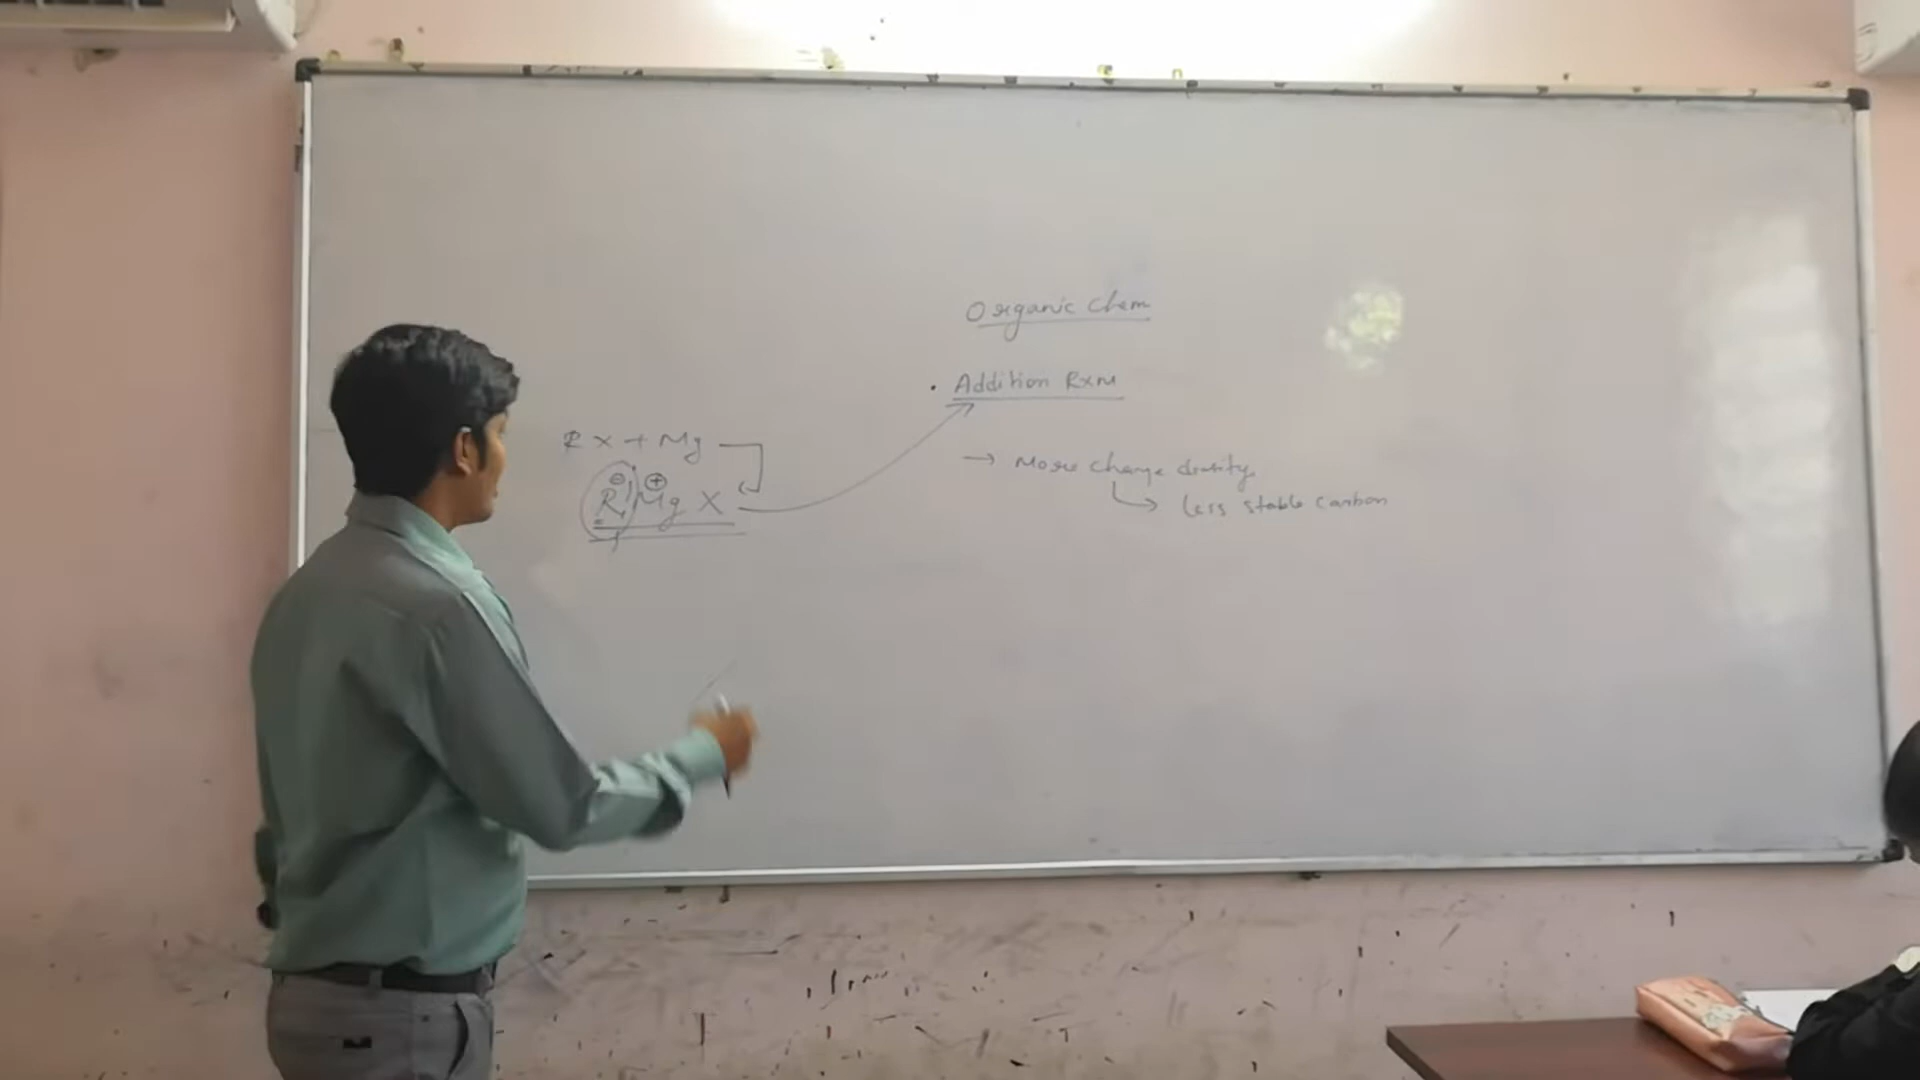 Organic Chem
. Addition Rxn
RX + Mg
→ More charge density
R⊖ Mg⊕ X
↳ less stable carbon